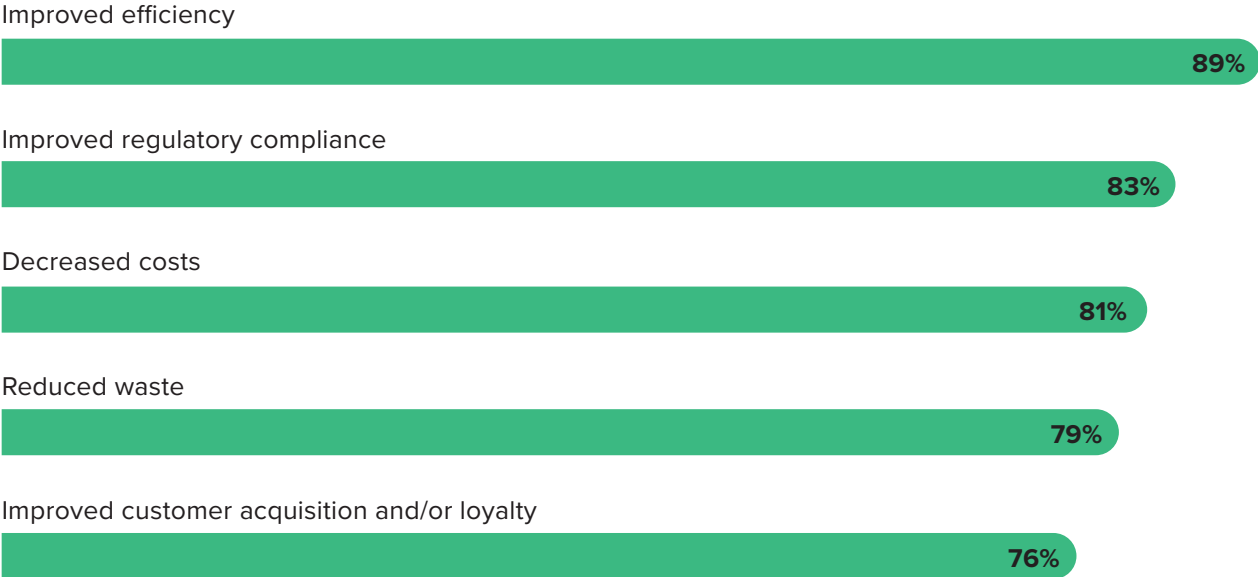 Improved efficiency
89%
Improved regulatory compliance
83%
Decreased costs
81%
Reduced waste
79%
Improved customer acquisition and/or loyalty
76%